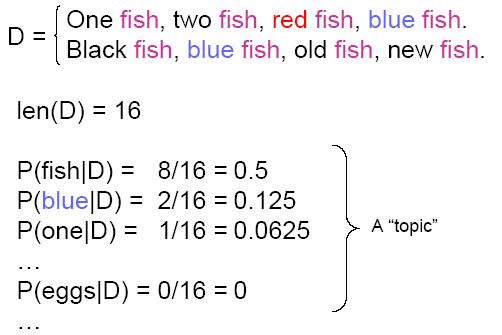 D = One fish, two fish, red fish, blue fish.
Black fish, blue fish, old fish, new fish.
len(D) = 16
P(fish|D) = 8/16 = 0.5
P(blue|D) = 2/16 = 0.125
P(one|D) = 1/16 = 0.0625
A “topic”
…
P(eggs|D) = 0/16 = 0
…